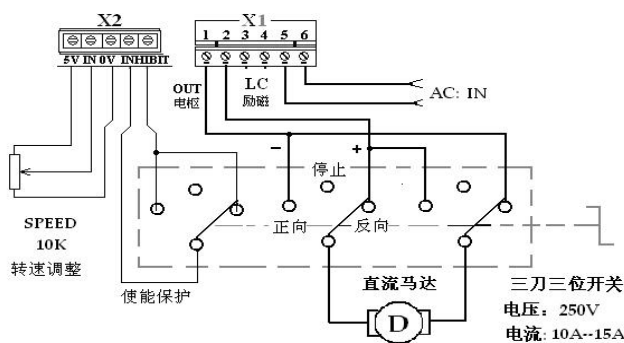 X2
X1
1 2 3 4 5 6
5V IN 0V INHIBIT
OUT
电枢
LC
励磁
AC: IN
− +
停止
SPEED
10K
转速调整
正向
反向
使能保护
直流马达
D
三刀三位开关
电压：250V
电流: 10A--15A